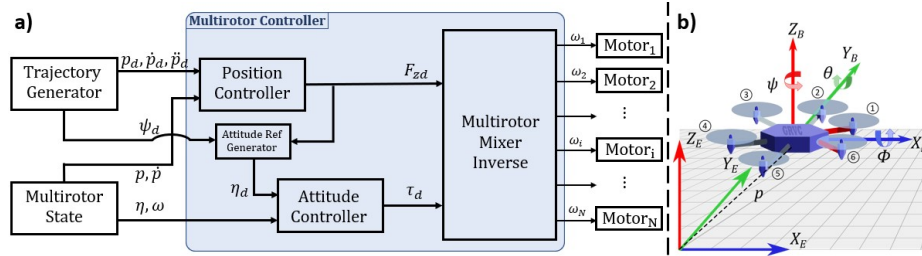 a)
Multirotor Controller
Trajectory
Generator
p_d, ṗ_d, p̈_d
ψ_d
Position
Controller
F_zd
Attitude Ref
Generator
Multirotor
State
p, ṗ
η, ω
η_d
Attitude
Controller
τ_d
Multirotor
Mixer
Inverse
ω_1
Motor_1
ω_2
Motor_2
⋮
⋮
ω_i
Motor_i
⋮
⋮
ω_N
Motor_N
b)
Z_B
Y_B
ψ
θ
③
②
①
④
Z_E
Φ
Y_E
⑤
⑥
p
X_E